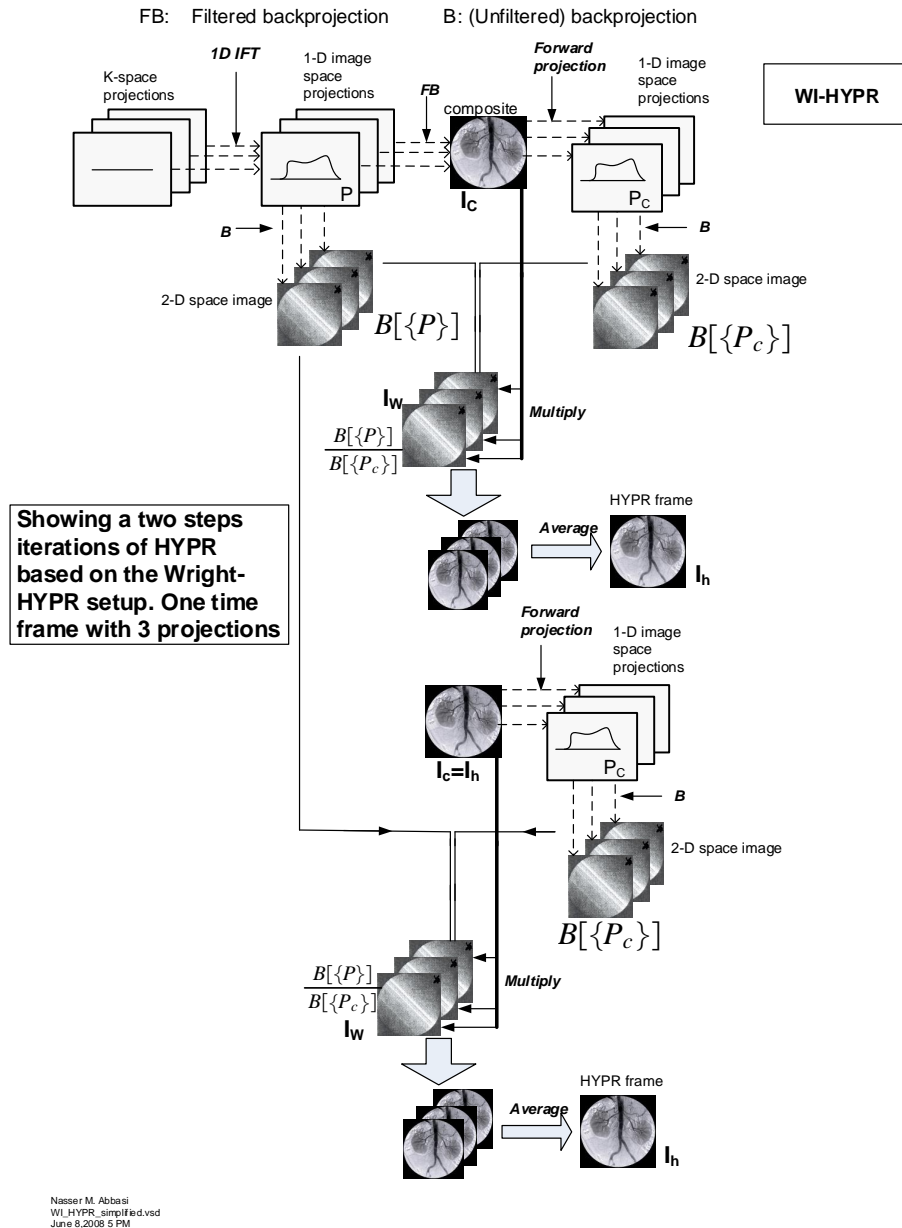 FB: Filtered backprojection
B: (Unfiltered) backprojection
WI-HYPR
1D IFT
K-space
projections
1-D image
space
projections
P
FB
composite
I_C
Forward
projection
1-D image
space
projections
P_C
B
B
2-D space image
B[{P}]
2-D space image
B[{P_c}]
I_W
B[{P}]
B[{P_c}]
Multiply
Showing a two steps
iterations of HYPR
based on the Wright-
HYPR setup. One time
frame with 3 projections
Average
HYPR frame
I_h
Forward
projection
1-D image
space
projections
I_c=I_h
P_C
B
2-D space image
B[{P_c}]
B[{P}]
B[{P_c}]
I_W
Multiply
Average
HYPR frame
I_h
Nasser M. Abbasi
WI_HYPR_simplified.vsd
June 8,2008 5 PM